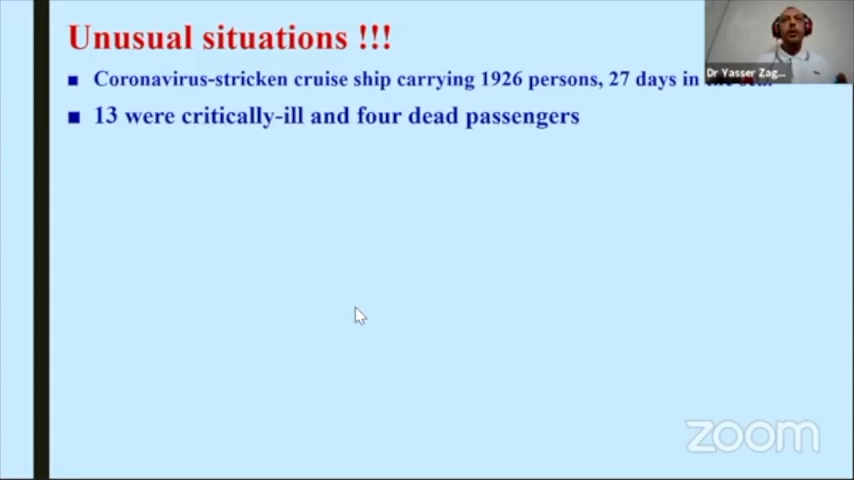 Unusual situations !!!
Coronavirus-stricken cruise ship carrying 1926 persons, 27 days in
13 were critically-ill and four dead passengers
Dr Yasser Zag...
zoom